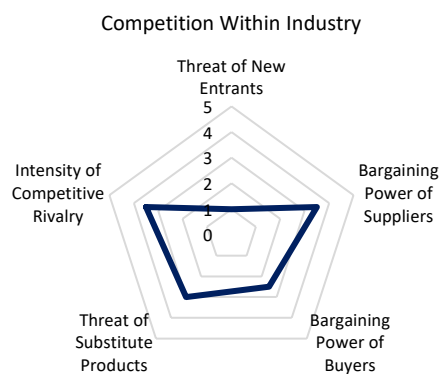 Competition Within Industry
Threat of New
Entrants
5
4
3
2
1
0
Intensity of
Competitive
Rivalry
Bargaining
Power of
Suppliers
Threat of
Substitute
Products
Bargaining
Power of
Buyers